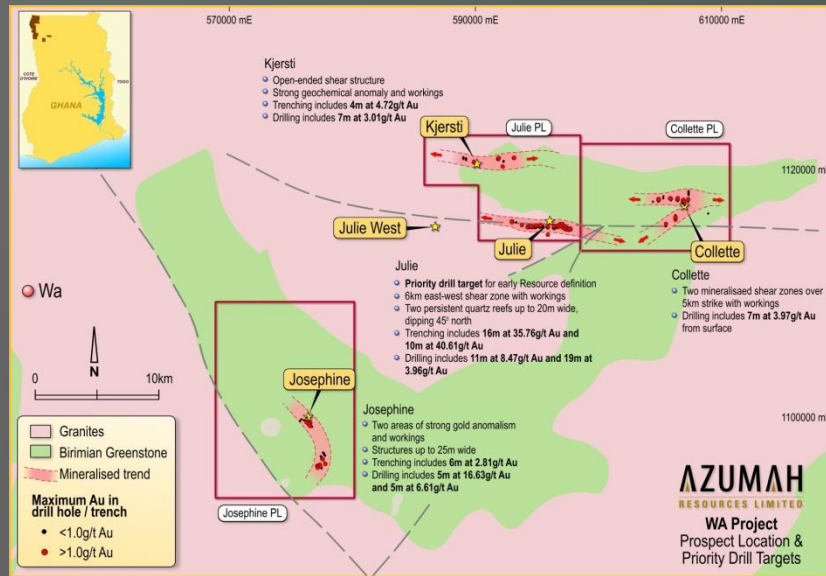 570000 mE
590000 mE
610000 mE
COTE
D'IVOIRE
TOGO
GHANA
Kjersti
Open-ended shear structure
Strong geochemical anomaly and workings
Trenching includes 4m at 4.72g/t Au
Drilling includes 7m at 3.01g/t Au
Kjersti
Julie PL
Collette PL
1120000 m
Julie West
Julie
Collette
Julie
Priority drill target for early Resource definition
6km east-west shear zone with workings
Two persistent quartz reefs up to 20m wide,
dipping 45° north
Trenching includes 16m at 35.76g/t Au and
10m at 40.61g/t Au
Drilling includes 11m at 8.47g/t Au and 19m at
3.96g/t Au
Collette
Two mineralisaed shear zones over
5km strike with workings
Drilling includes 7m at 3.97g/t Au
from surface
Wa
N
0
10km
Josephine
Josephine
Two areas of strong gold anomalism
and workings
Structures up to 25m wide
Trenching includes 6m at 2.81g/t Au
Drilling includes 5m at 16.63g/t Au
and 5m at 6.61g/t Au
1100000 m
Josephine PL
Granites
Birimian Greenstone
Mineralised trend
Maximum Au in
drill hole / trench
<1.0g/t Au
>1.0g/t Au
AZUMAH
RESOURCES LIMITED
WA Project
Prospect Location &
Priority Drill Targets